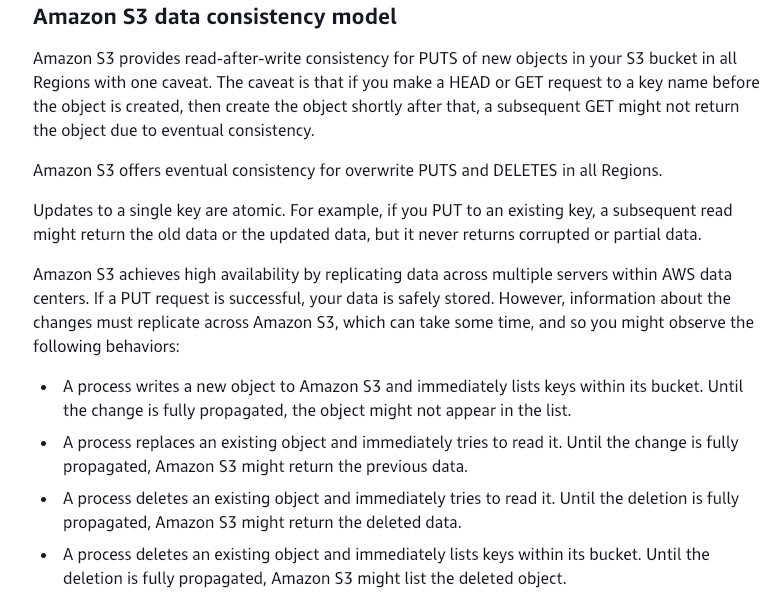 Amazon S3 data consistency model
Amazon S3 provides read-after-write consistency for PUTS of new objects in your S3 bucket in all
Regions with one caveat. The caveat is that if you make a HEAD or GET request to a key name before
the object is created, then create the object shortly after that, a subsequent GET might not return
the object due to eventual consistency.
Amazon S3 offers eventual consistency for overwrite PUTS and DELETES in all Regions.
Updates to a single key are atomic. For example, if you PUT to an existing key, a subsequent read
might return the old data or the updated data, but it never returns corrupted or partial data.
Amazon S3 achieves high availability by replicating data across multiple servers within AWS data
centers. If a PUT request is successful, your data is safely stored. However, information about the
changes must replicate across Amazon S3, which can take some time, and so you might observe the
following behaviors:
• A process writes a new object to Amazon S3 and immediately lists keys within its bucket. Until
the change is fully propagated, the object might not appear in the list.
• A process replaces an existing object and immediately tries to read it. Until the change is fully
propagated, Amazon S3 might return the previous data.
• A process deletes an existing object and immediately tries to read it. Until the deletion is fully
propagated, Amazon S3 might return the deleted data.
• A process deletes an existing object and immediately lists keys within its bucket. Until the
deletion is fully propagated, Amazon S3 might list the deleted object.